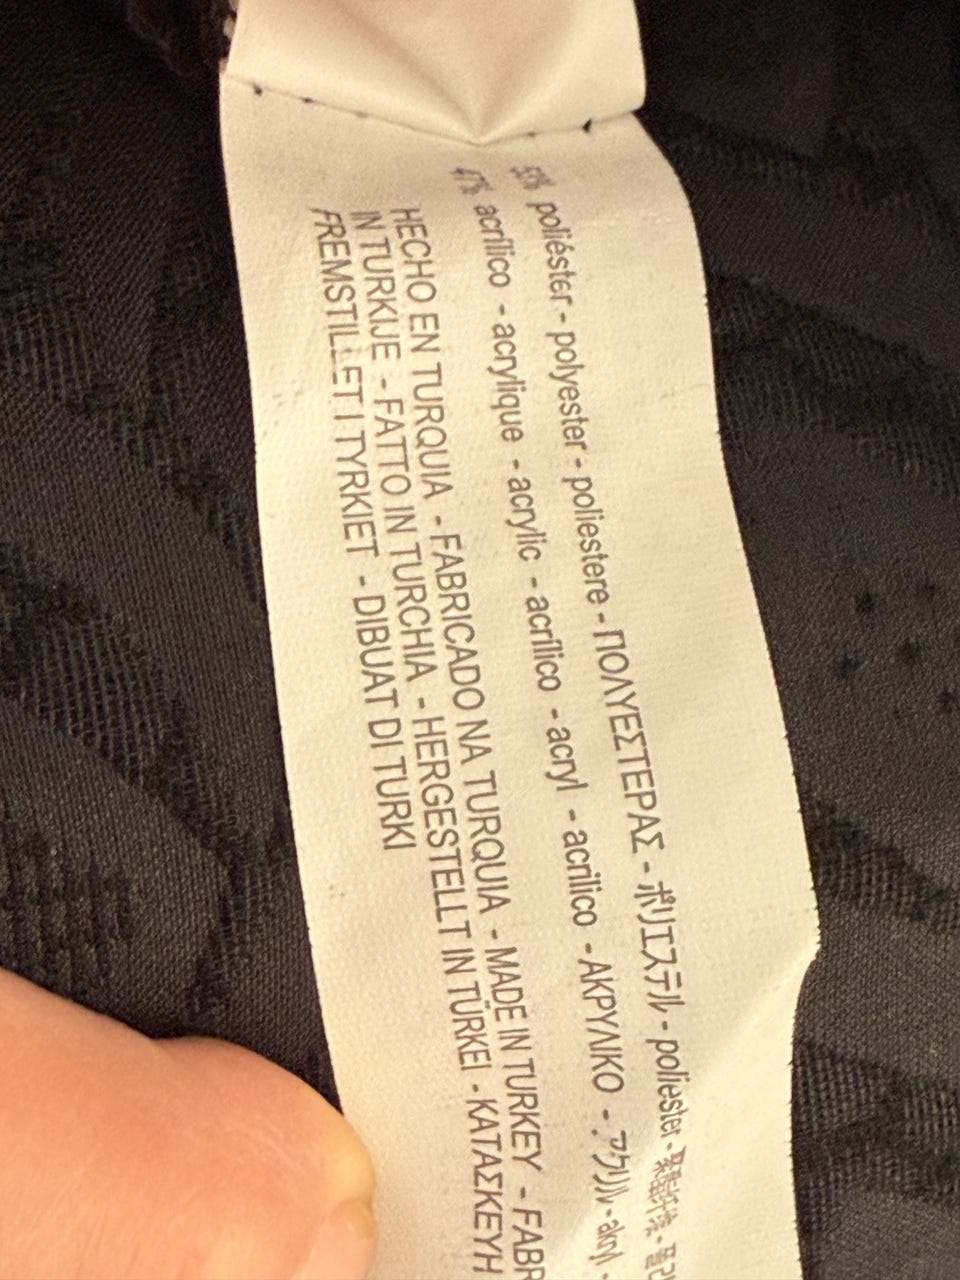 53% poliéster - polyester - poliestere - ΠΟΛΥΕΣΤΕΡΑΣ - ポリエステル - poliester -
47% acrílico - acrylique - acrylic - acrílico - acryl - acrilico - ΑΚΡΥΛΙΚΟ - アクリル - akryl -
HECHO EN TURQUIA - FABRICADO NA TURQUIA - MADE IN TURKEY - FABR
IN TURKIJE - FATTO IN TURCHIA - HERGESTELLT IN TÜRKEI - ΚΑΤΑΣΚΕΥΗ
FREMSTILLET I TYRKIET - DIBUAT DI TURKI